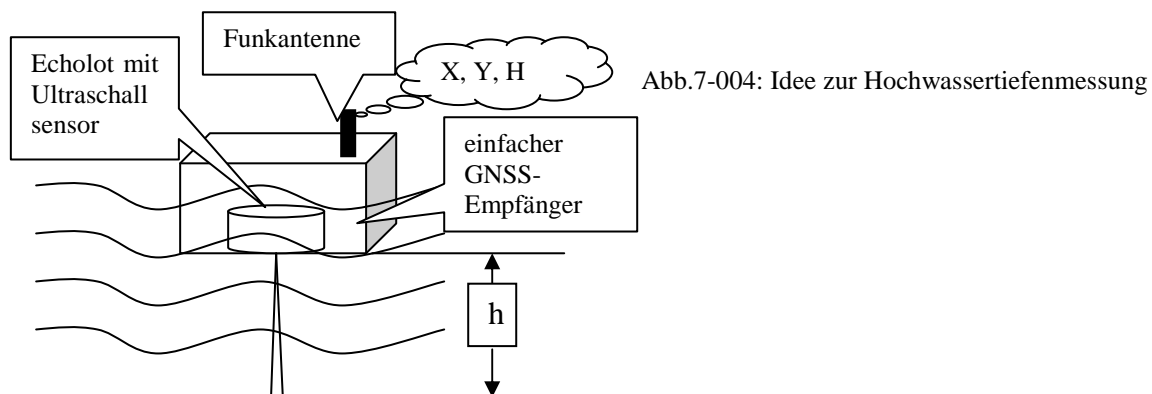 Funkantenne
Echolot mit
Ultraschall
sensor
X, Y, H
Abb.7-004: Idee zur Hochwassertiefenmessung
einfacher
GNSS-
Empfänger
h